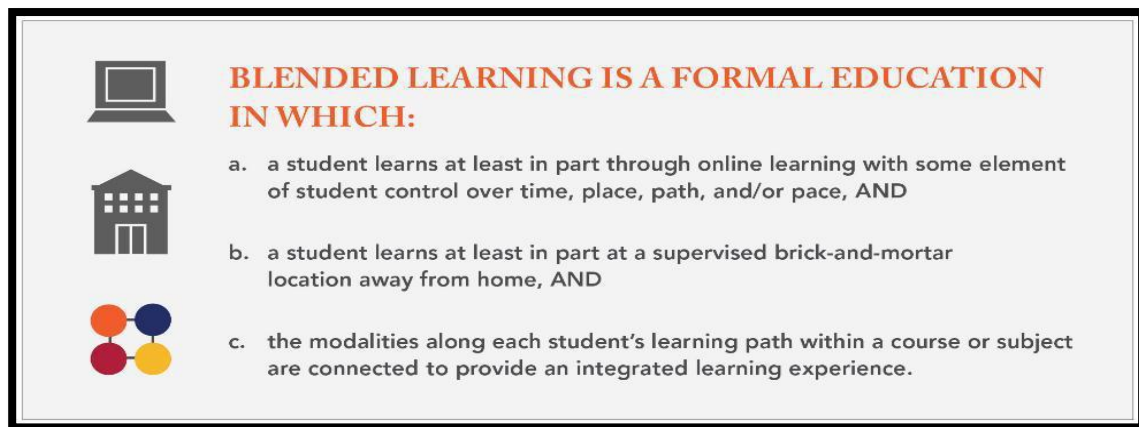 BLENDED LEARNING IS A FORMAL EDUCATION
IN WHICH:
a. a student learns at least in part through online learning with some element
of student control over time, place, path, and/or pace, AND
b. a student learns at least in part at a supervised brick-and-mortar
location away from home, AND
c. the modalities along each student’s learning path within a course or subject
are connected to provide an integrated learning experience.